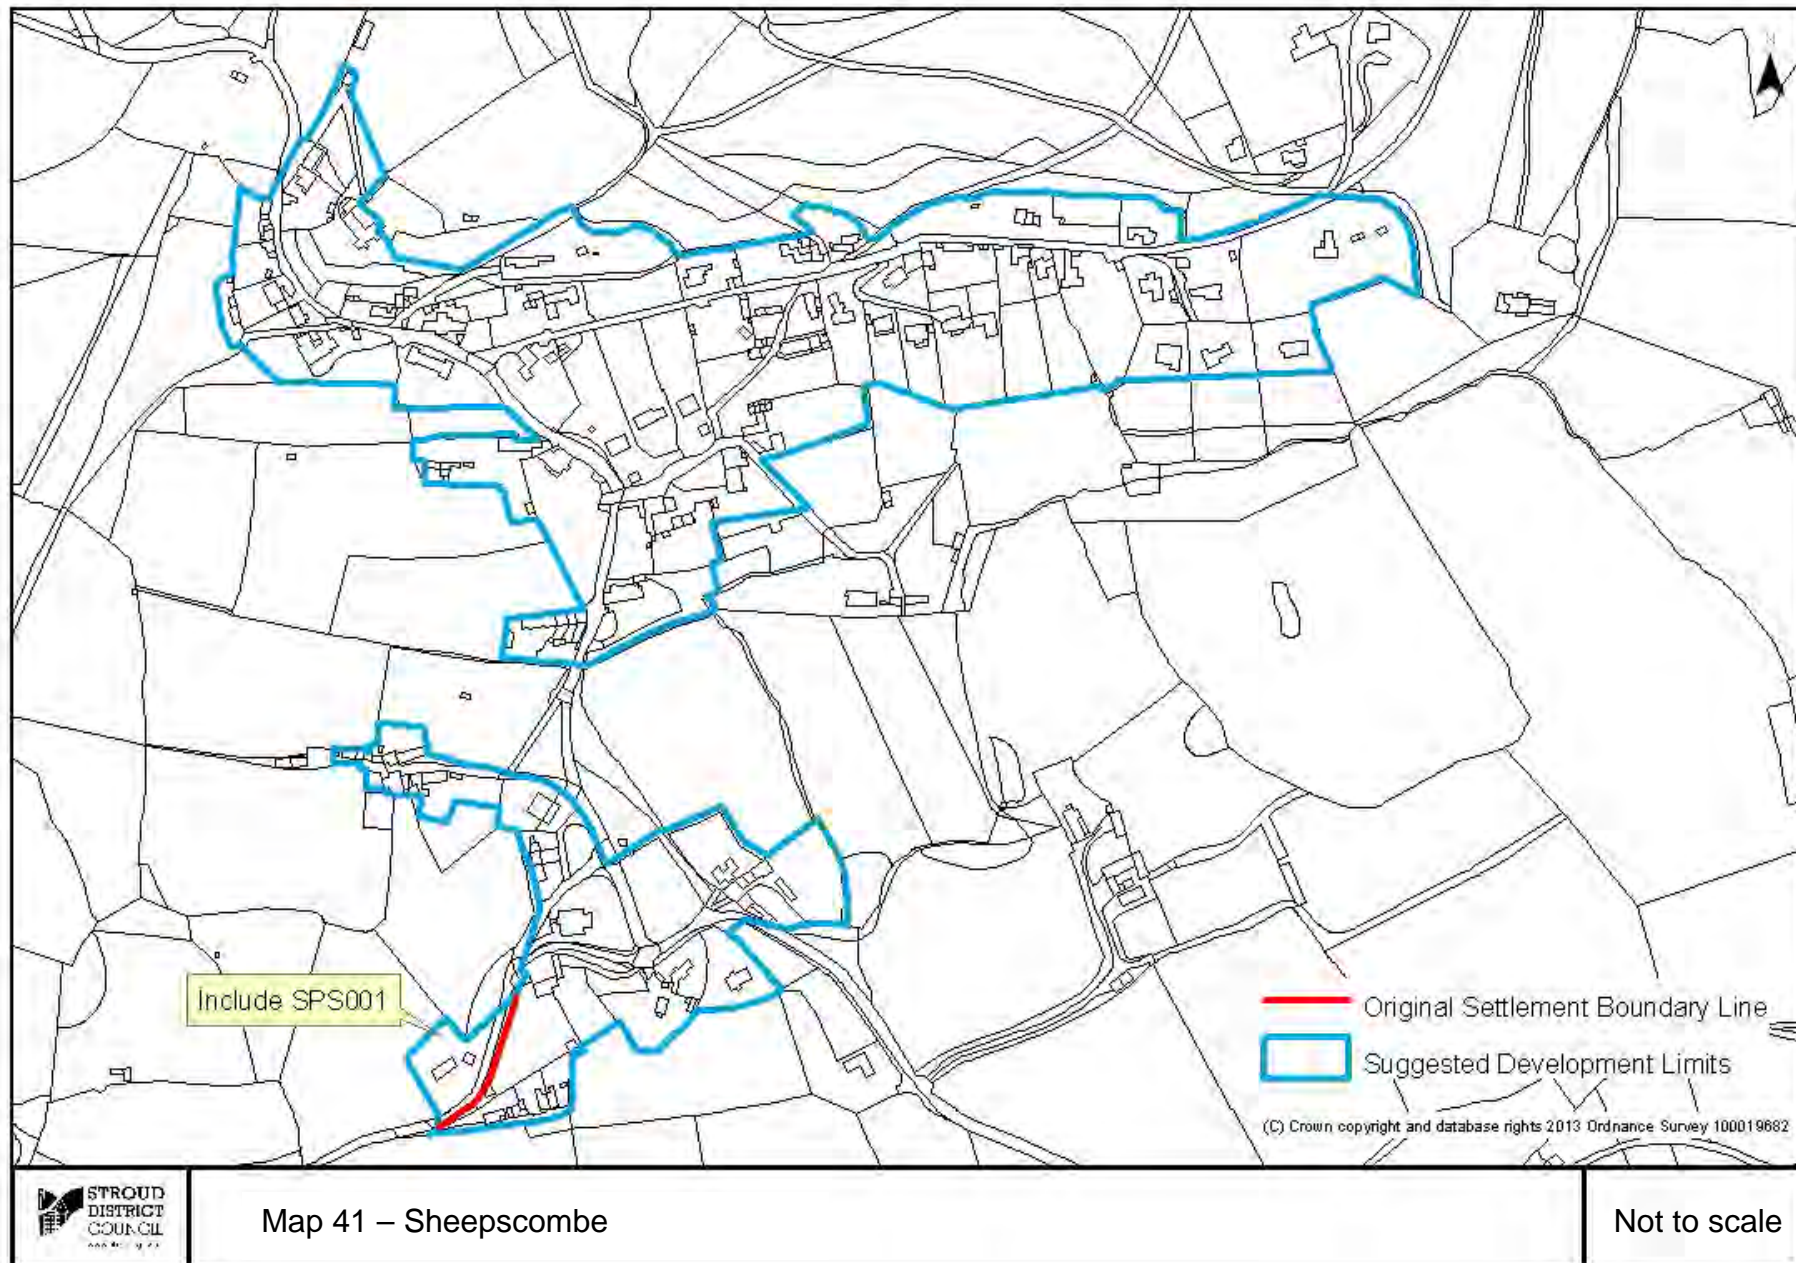 N
Include SPS001
Original Settlement Boundary Line
Suggested Development Limits
(C) Crown copyright and database rights 2013 Ordnance Survey 100019682
STROUD
DISTRICT
COUNCIL
Map 41 – Sheepscombe
Not to scale